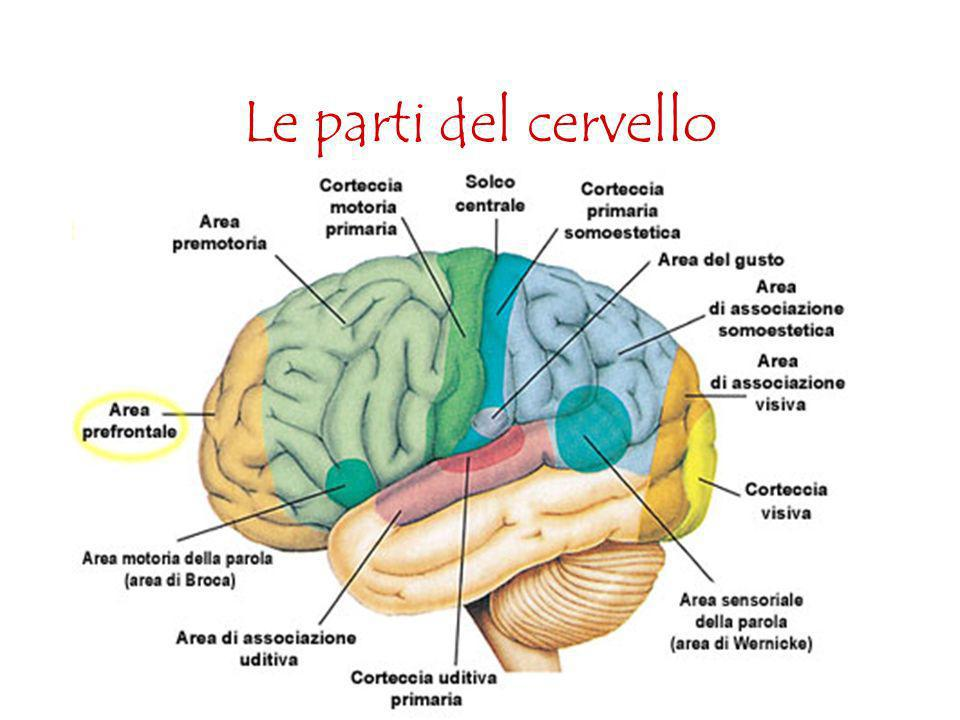 Le parti del cervello
Corteccia
motoria
primaria
Solco
centrale
Corteccia
primaria
somoestetica
Area
premotoria
Area del gusto
Area
di associazione
somoestetica
Area
di associazione
visiva
Area
prefrontale
Corteccia
visiva
Area motoria della parola
(area di Broca)
Area sensoriale
della parola
(area di Wernicke)
Area di associazione
uditiva
Corteccia uditiva
primaria